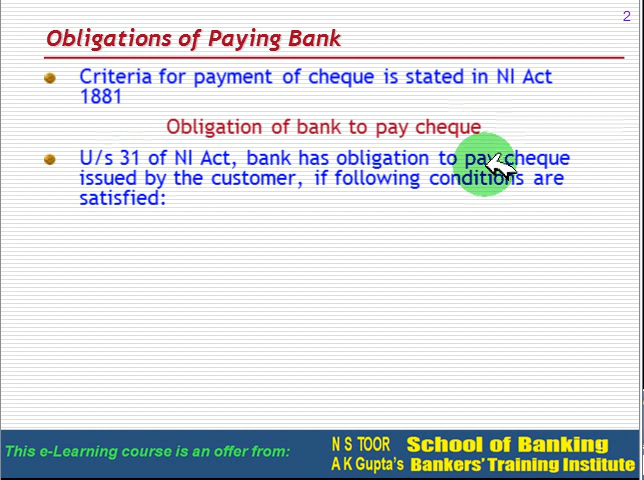 2
Obligations of Paying Bank
Criteria for payment of cheque is stated in NI Act
1881
Obligation of bank to pay cheque
U/s 31 of NI Act, bank has obligation to pay cheque
issued by the customer, if following conditions are
satisfied:
This e-Learning course is an offer from:
N S TOOR School of Banking
A K Gupta's Bankers' Training Institute